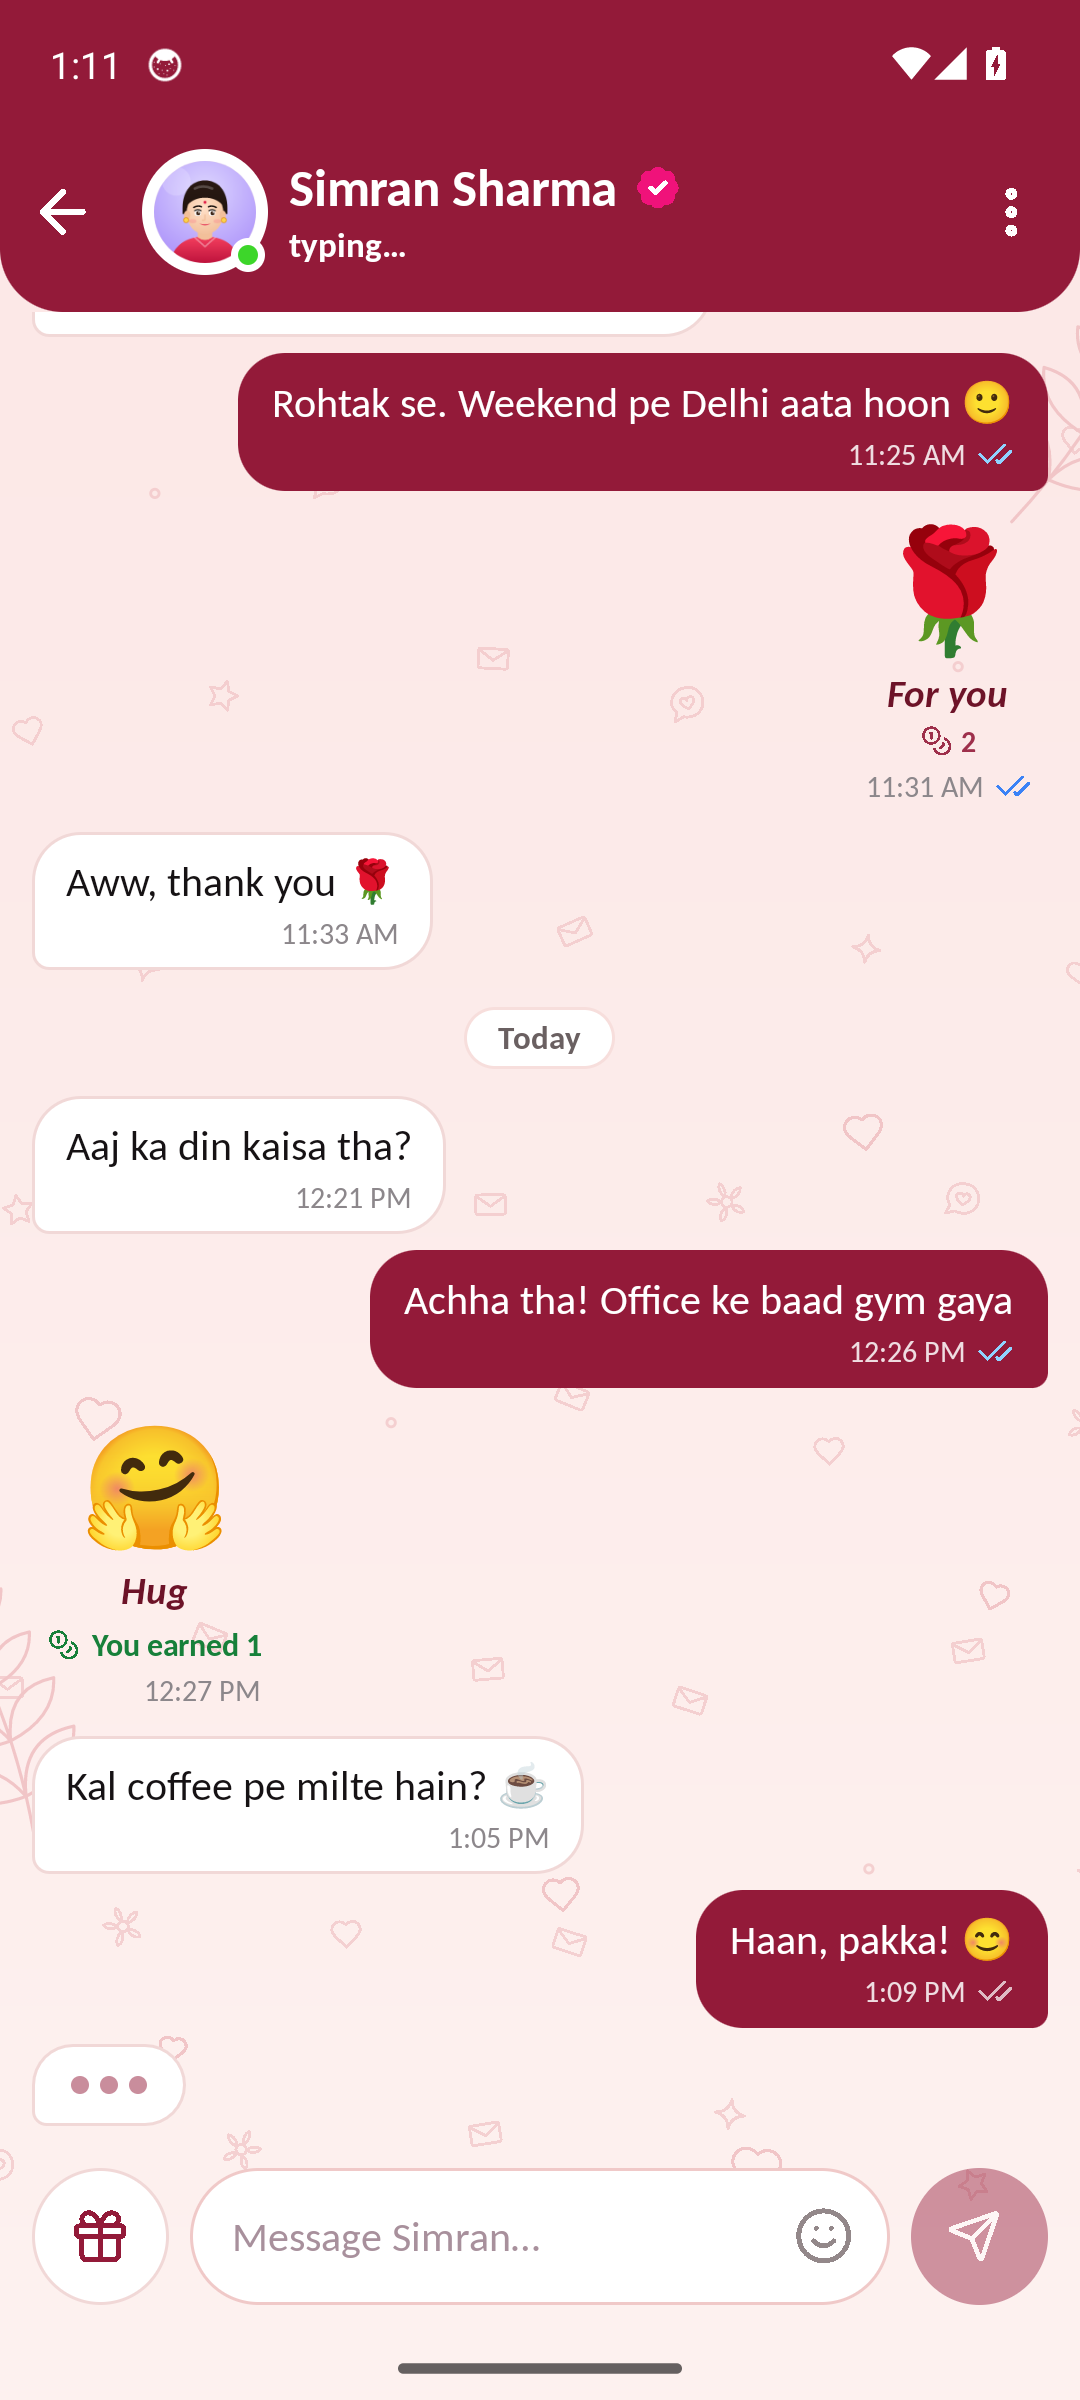 1:11
Simran Sharma
typing...
Rohtak se. Weekend pe Delhi aata hoon 🙂
11:25 AM
For you
2
11:31 AM
Aww, thank you 🌹
11:33 AM
Today
Aaj ka din kaisa tha?
12:21 PM
Achha tha! Office ke baad gym gaya
12:26 PM
Hug
You earned 1
12:27 PM
Kal coffee pe milte hain? ☕
1:05 PM
Haan, pakka! 😊
1:09 PM
Message Simran...